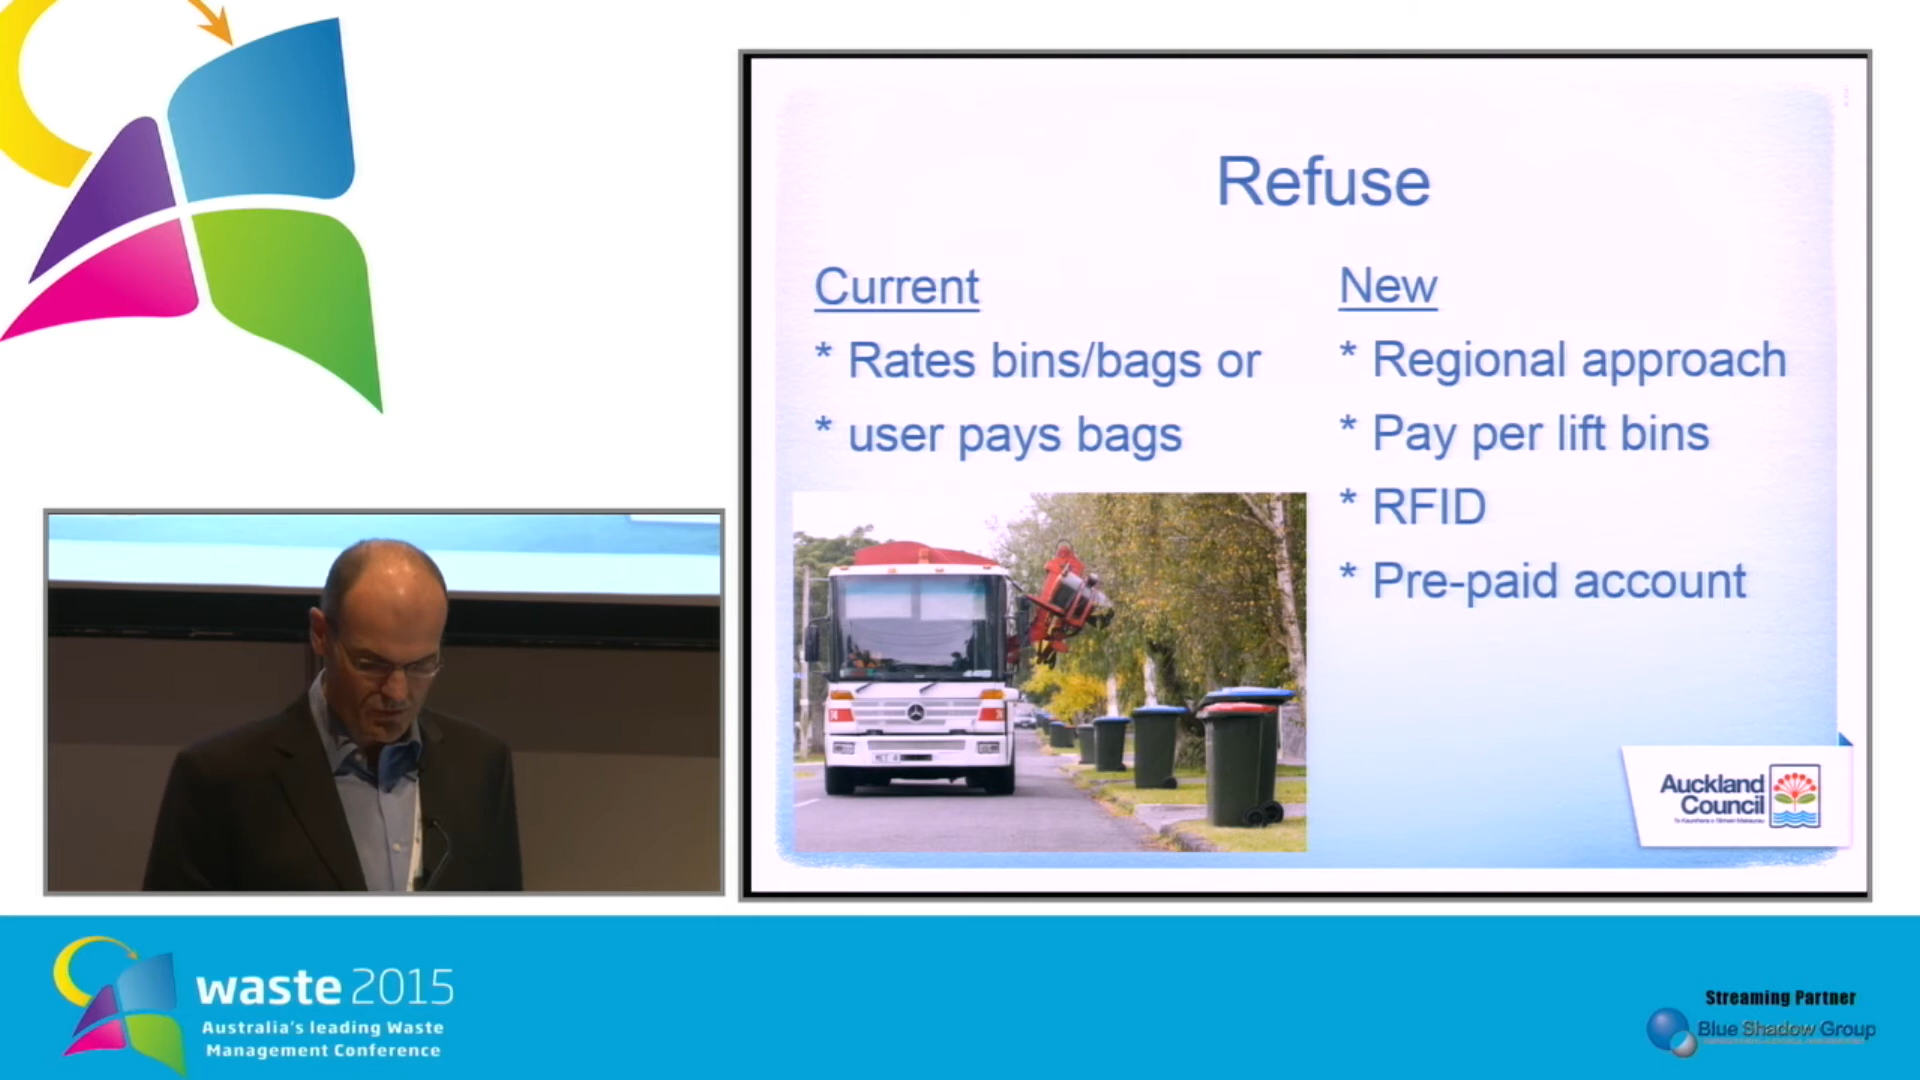 Refuse
Current
* Rates bins/bags or
* user pays bags
New
* Regional approach
* Pay per lift bins
* RFID
* Pre-paid account
Auckland
Council
waste 2015
Australia's leading Waste
Management Conference
Streaming Partner
Blue Shadow Group